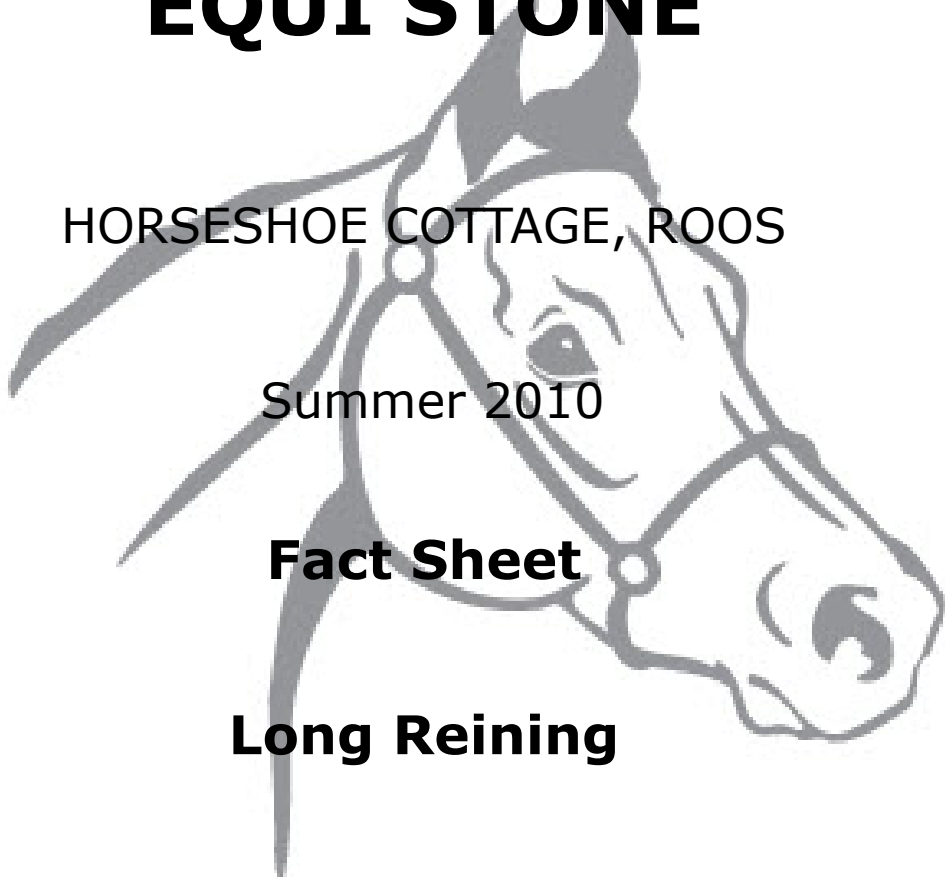 EQUI STONE
HORSESHOE COTTAGE, ROOS
Summer 2010
Fact Sheet
Long Reining